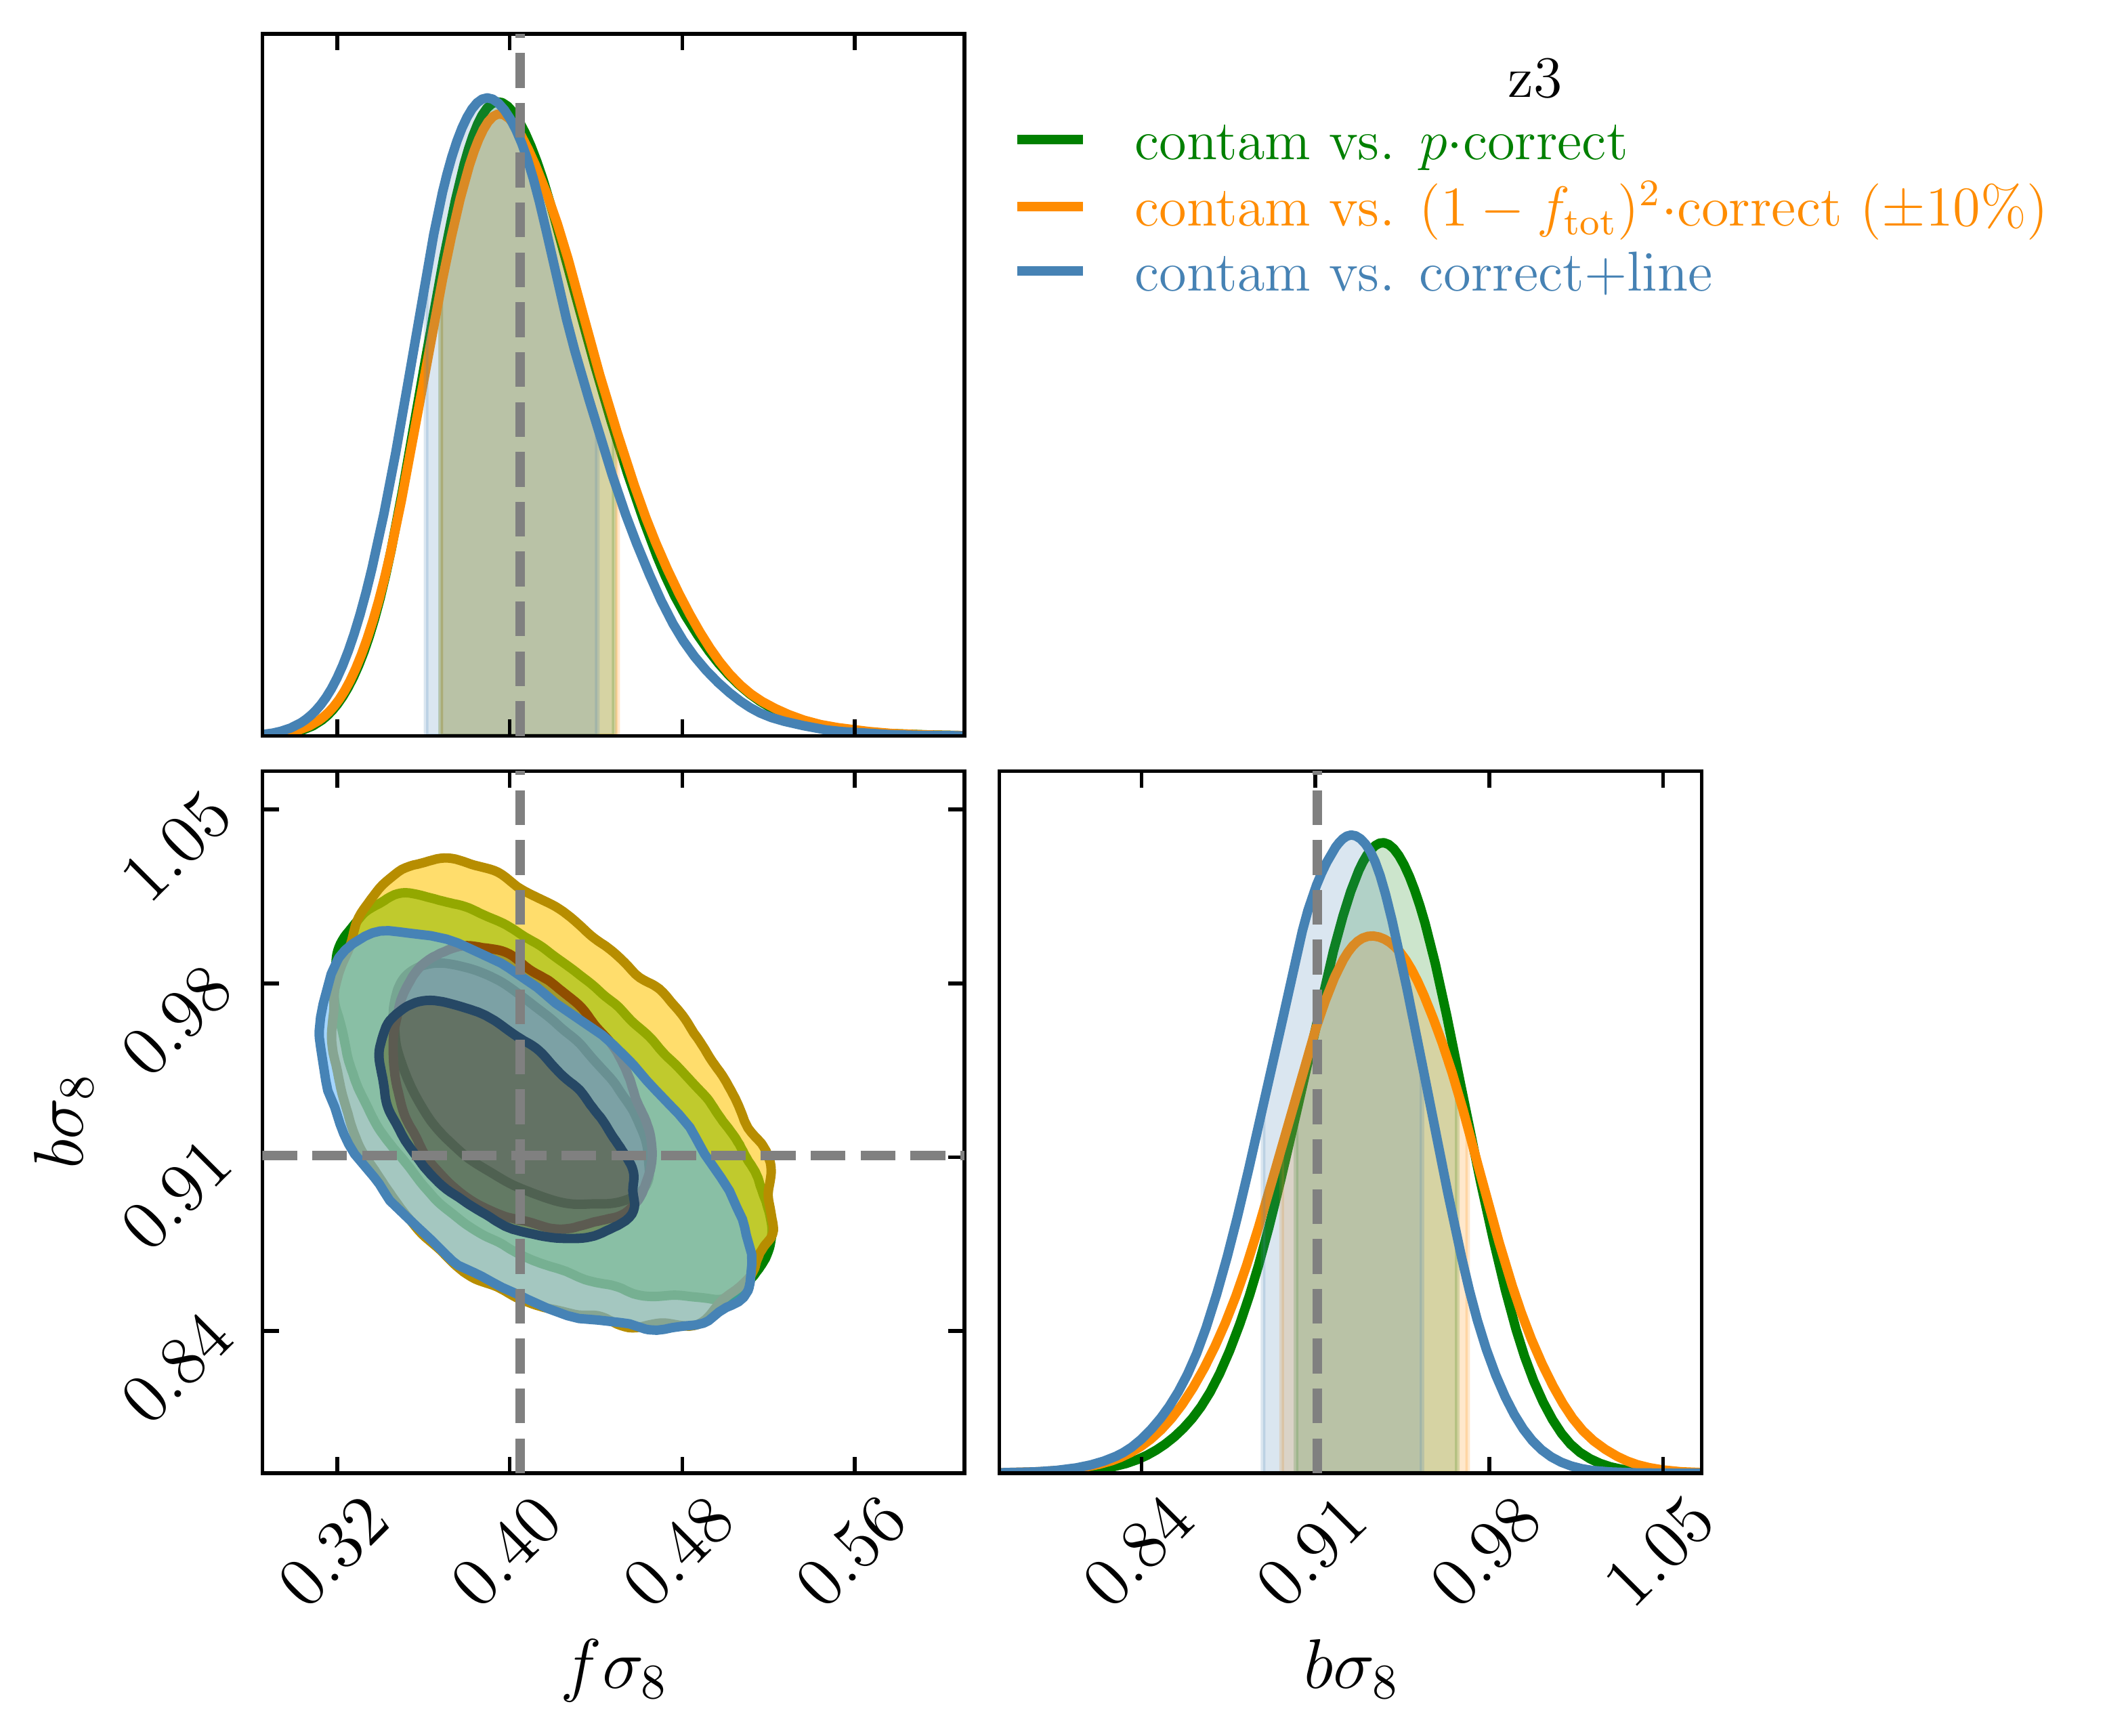 z3
contam vs. p·correct
contam vs. (1 − f_tot)²·correct (±10%)
contam vs. correct+line
1.05
0.98
0.91
0.84
bσ₈
0.32 0.40 0.48 0.56
0.84 0.91 0.98 1.05
fσ₈
bσ₈